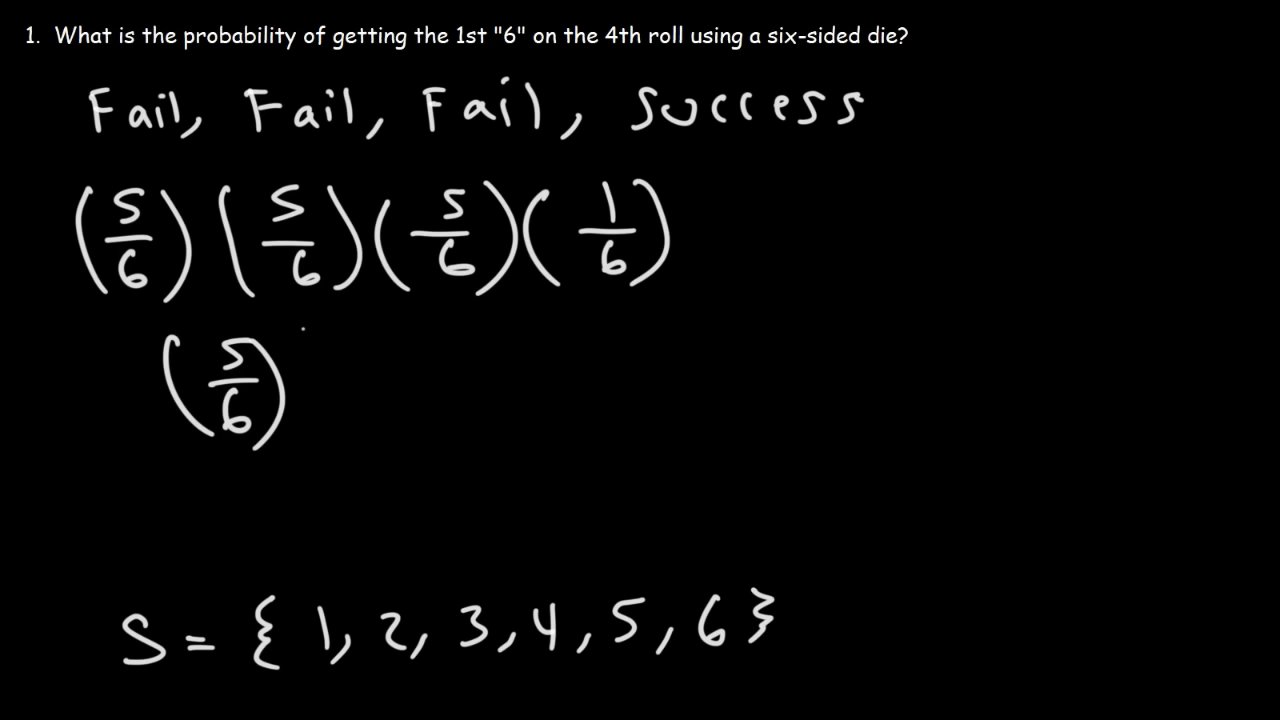 1. What is the probability of getting the 1st "6" on the 4th roll using a six-sided die?
Fail, Fail, Fail, Success
(5/6) (5/6) (5/6) (1/6)
(5/6)
S = { 1, 2, 3, 4, 5, 6 }